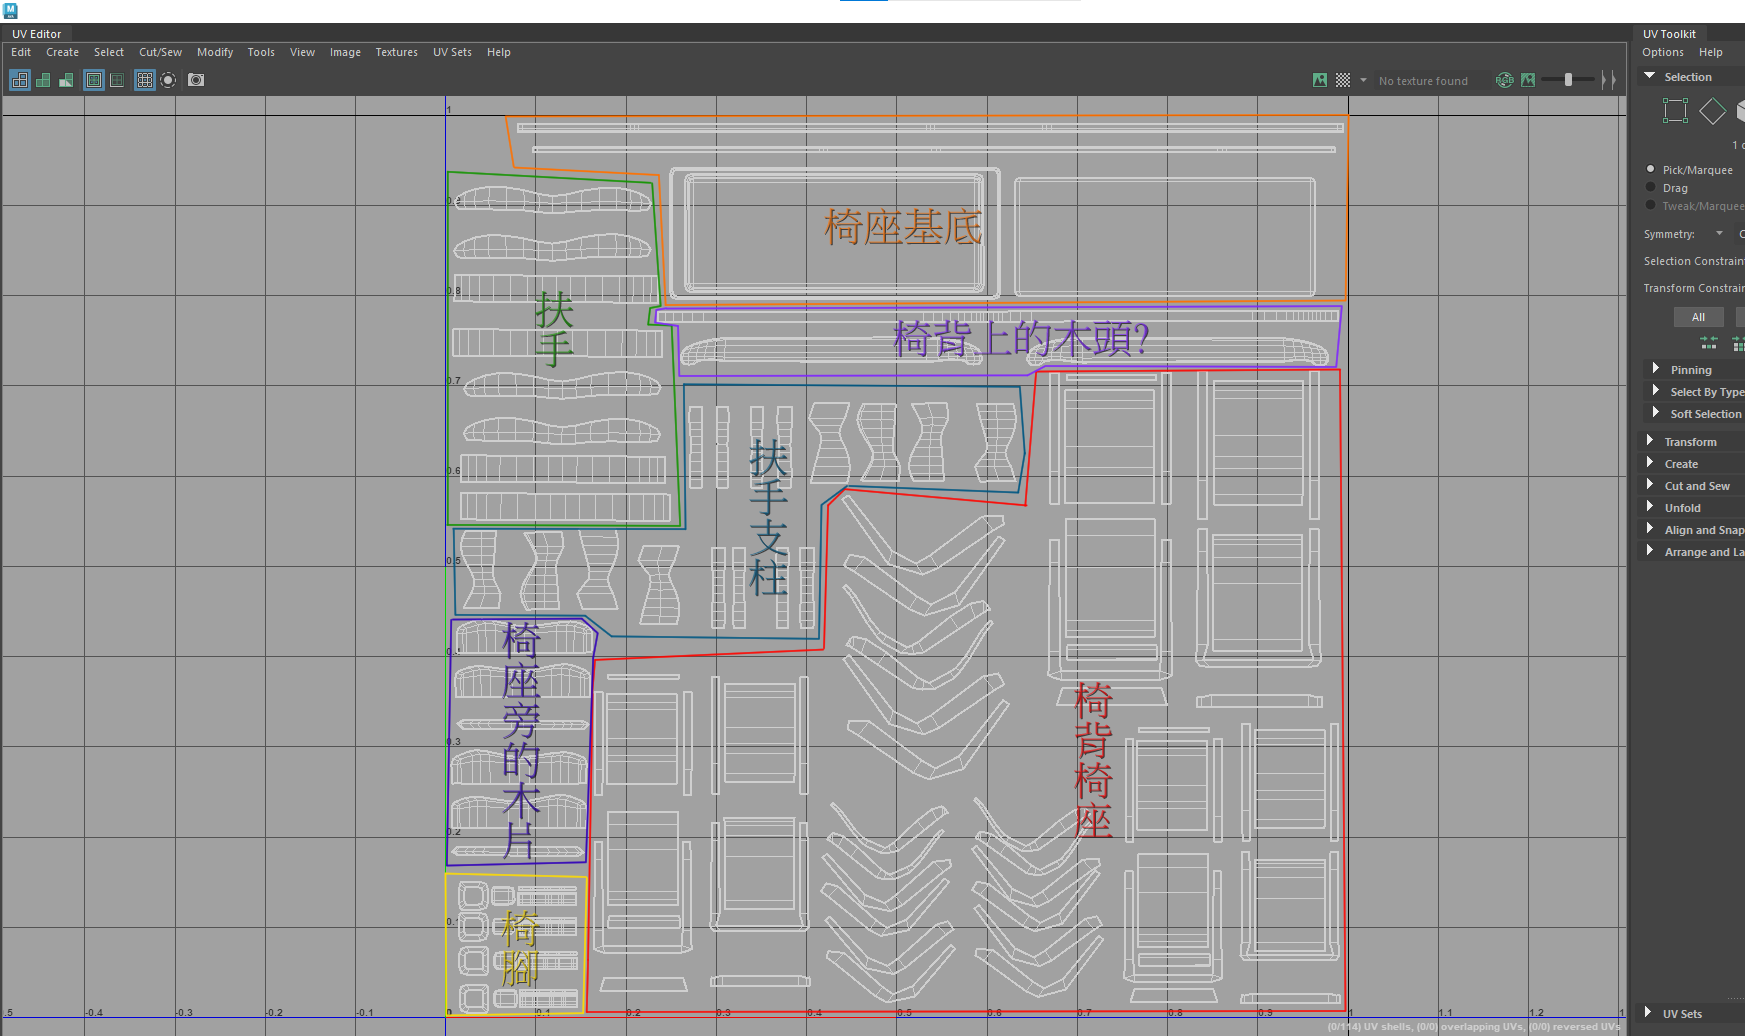 M
UV Editor
Edit Create Select Cut/Sew Modify Tools View Image Textures UV Sets Help
No texture found
RGB
UV Toolkit
Options Help
Selection
Pick/Marquee
Drag
Tweak/Marquee
Symmetry:
Selection Constrain
Transform Constrain
All
Pinning
Select By Type
Soft Selection
Transform
Create
Cut and Sew
Unfold
Align and Snap
Arrange and La
UV Sets
椅座基底
扶手
椅背上的木頭?
扶手支柱
椅座旁的木片
椅背椅座
椅腳
1
0.8
0.7
0.6
0.5
0.3
0.2
-0.4 -0.3 -0.2 -0.1 0 0.1 0.2 0.3 0.4 0.5 0.6 0.7 0.8 0.9 1 1.1 1.2
(0/114) UV shells, (0/0) overlapping UVs, (0/0) reversed UVs